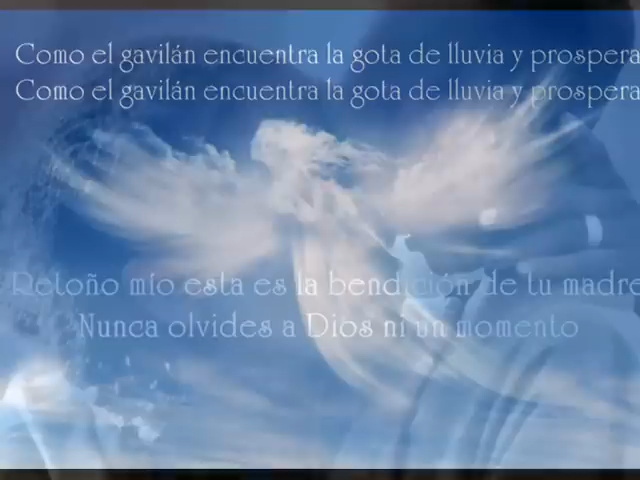 Como el gavilán encuentra la gota de lluvia y prospera
Como el gavilán encuentra la gota de lluvia y prospera
Retoño mío esta es la bendición de tu madre
Nunca olvides a Dios ni un momento